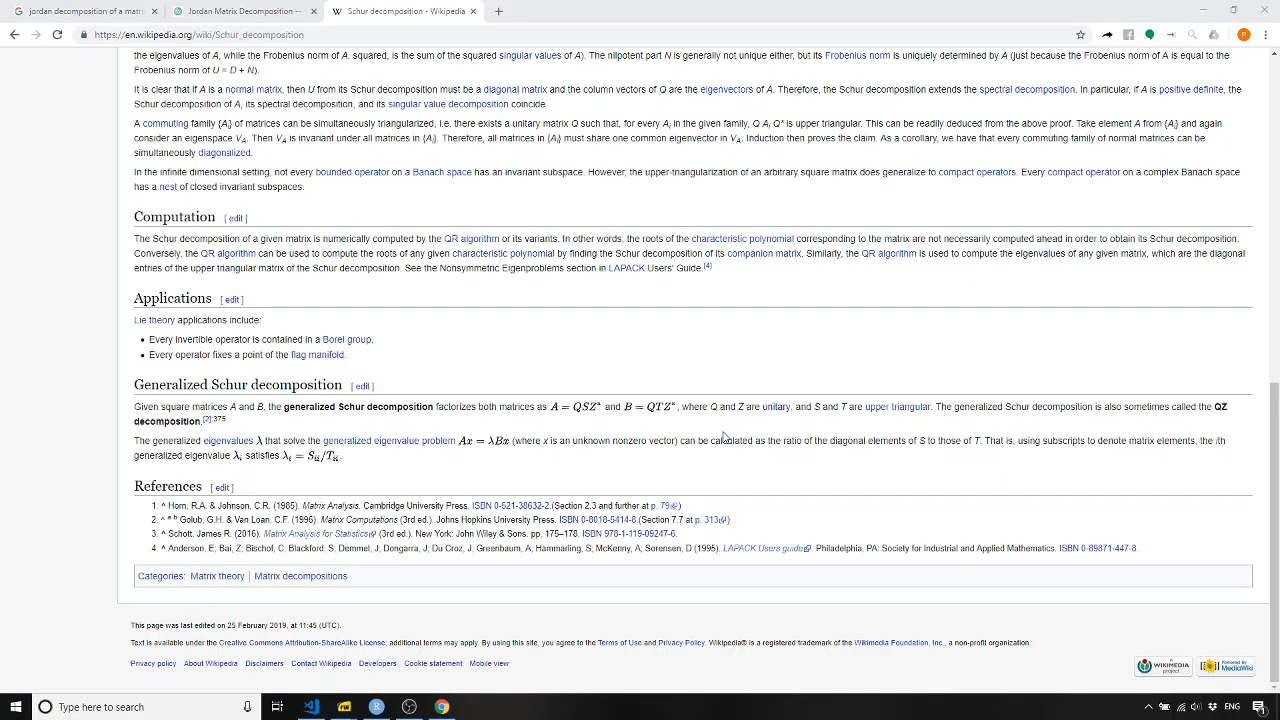 jordan decomposition of a matri
Jordan Matrix Decomposition --
Schur decomposition - Wikipedia
https://en.wikipedia.org/wiki/Schur_decomposition
the eigenvalues of A, while the Frobenius norm of A, squared, is the sum of the squared singular values of A). The nilpotent part N is generally not unique either, but its Frobenius norm is uniquely determined by A (just because the Frobenius norm of A is equal to the
Frobenius norm of U = D + N).
It is clear that if A is a normal matrix, then U from its Schur decomposition must be a diagonal matrix and the column vectors of Q are the eigenvectors of A. Therefore, the Schur decomposition extends the spectral decomposition. In particular, if A is positive definite, the
Schur decomposition of A, its spectral decomposition, and its singular value decomposition coincide.
A commuting family {Ai} of matrices can be simultaneously triangularized, i.e. there exists a unitary matrix Q such that, for every Ai in the given family, Q Ai Q* is upper triangular. This can be readily deduced from the above proof. Take element A from {Ai} and again
consider an eigenspace VA. Then VA is invariant under all matrices in {Ai}. Therefore, all matrices in {Ai} must share one common eigenvector in VA. Induction then proves the claim. As a corollary, we have that every commuting family of normal matrices can be
simultaneously diagonalized.
In the infinite dimensional setting, not every bounded operator on a Banach space has an invariant subspace. However, the upper-triangularization of an arbitrary square matrix does generalize to compact operators. Every compact operator on a complex Banach space
has a nest of closed invariant subspaces.
Computation [ edit ]
The Schur decomposition of a given matrix is numerically computed by the QR algorithm or its variants. In other words, the roots of the characteristic polynomial corresponding to the matrix are not necessarily computed ahead in order to obtain its Schur decomposition.
Conversely, the QR algorithm can be used to compute the roots of any given characteristic polynomial by finding the Schur decomposition of its companion matrix. Similarly, the QR algorithm is used to compute the eigenvalues of any given matrix, which are the diagonal
entries of the upper triangular matrix of the Schur decomposition. See the Nonsymmetric Eigenproblems section in LAPACK Users' Guide.[4]
Applications [ edit ]
Lie theory applications include:
• Every invertible operator is contained in a Borel group.
• Every operator fixes a point of the flag manifold.
Generalized Schur decomposition [ edit ]
Given square matrices A and B, the generalized Schur decomposition factorizes both matrices as A = QSZ* and B = QTZ*, where Q and Z are unitary, and S and T are upper triangular. The generalized Schur decomposition is also sometimes called the QZ
decomposition.[2]:375
The generalized eigenvalues λ that solve the generalized eigenvalue problem Ax = λBx (where x is an unknown nonzero vector) can be calculated as the ratio of the diagonal elements of S to those of T. That is, using subscripts to denote matrix elements, the ith
generalized eigenvalue λi satisfies λi = Sii/Tii.
References [ edit ]
1. ^ Horn, R.A. & Johnson, C.R. (1985). Matrix Analysis. Cambridge University Press. ISBN 0-521-38632-2.(Section 2.3 and further at p. 79)
2. ^ a b Golub, G.H. & Van Loan, C.F. (1996). Matrix Computations (3rd ed.). Johns Hopkins University Press. ISBN 0-8018-5414-8.(Section 7.7 at p. 313)
3. ^ Schott, James R. (2016). Matrix Analysis for Statistics (3rd ed.). New York: John Wiley & Sons. pp. 175–178. ISBN 978-1-119-09247-6.
4 ^ Anderson, E; Bai, Z; Bischof, C; Blackford, S; Demmel, J; Dongarra, J; Du Croz, J; Greenbaum, A; Hammarling, S; McKenny, A; Sorensen, D (1995). LAPACK Users guide. Philadelphia, PA: Society for Industrial and Applied Mathematics. ISBN 0-89871-447-8.
Categories: Matrix theory | Matrix decompositions
This page was last edited on 25 February 2019, at 11:45 (UTC).
Text is available under the Creative Commons Attribution-ShareAlike License; additional terms may apply. By using this site, you agree to the Terms of Use and Privacy Policy. Wikipedia® is a registered trademark of the Wikimedia Foundation, Inc., a non-profit organization.
Privacy policy About Wikipedia Disclaimers Contact Wikipedia Developers Cookie statement Mobile view
A WIKIMEDIA project
Powered By MediaWiki
Type here to search
ENG